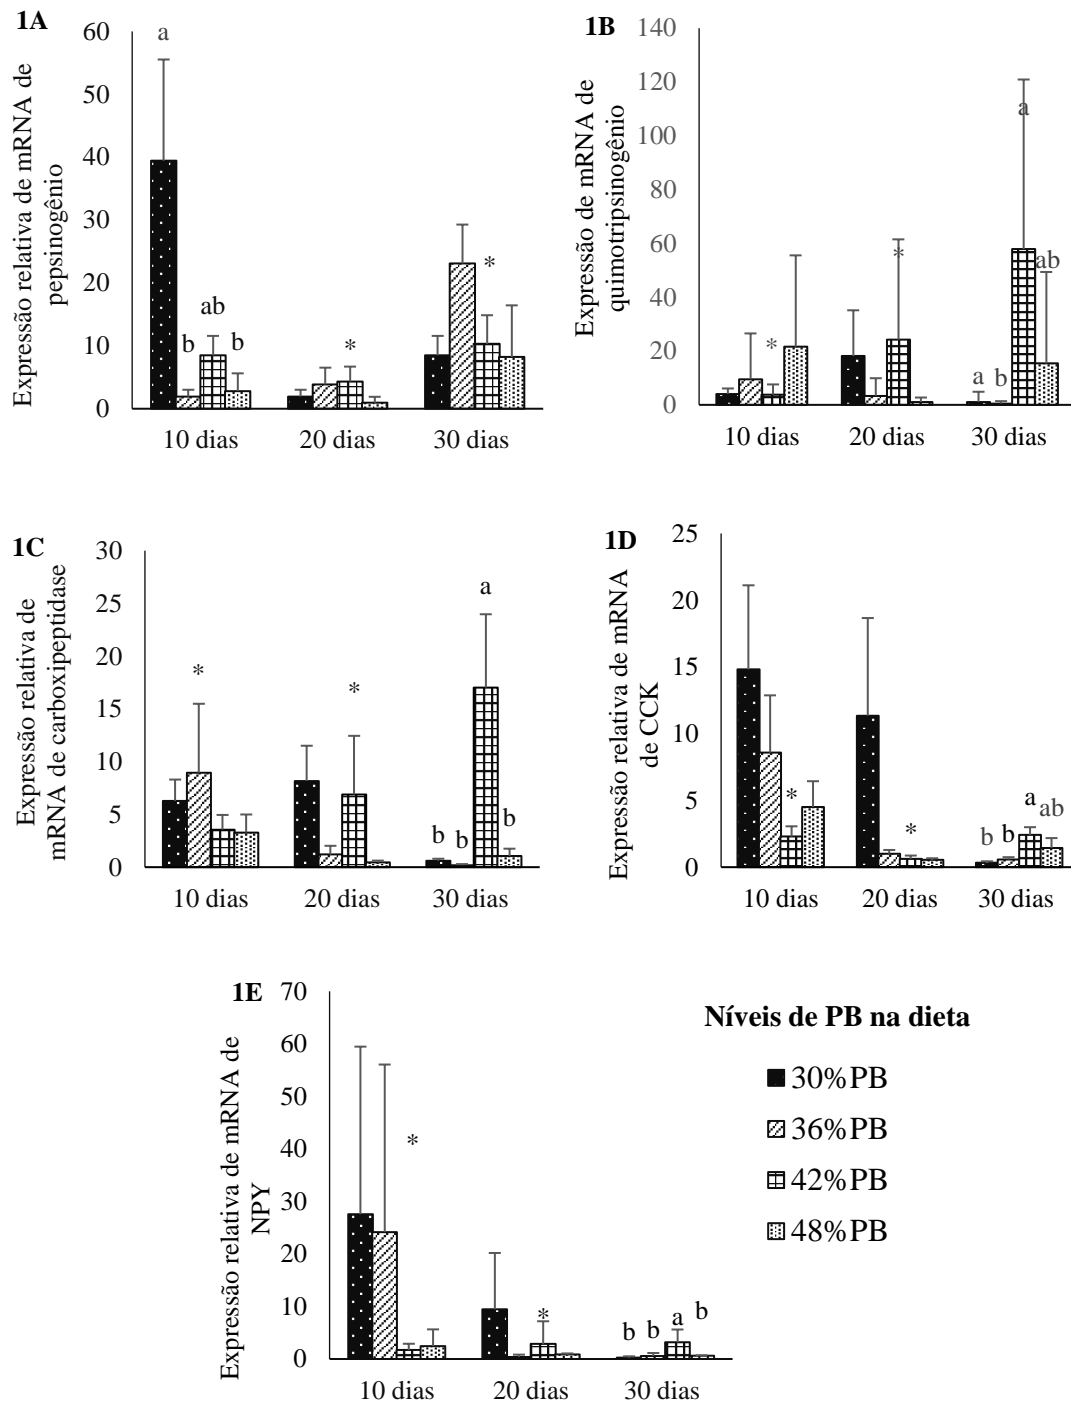 1A
Expressão relativa de mRNA de
pepsinogênio
60
50
40
30
20
10
0
a
b
ab
b
*
*
10 dias
20 dias
30 dias
1B
Expressão de mRNA de
quimotripsinogênio
140
120
100
80
60
40
20
0
*
*
a
b
a
ab
10 dias
20 dias
30 dias
1C
Expressão relativa de
mRNA de carboxipeptidase
30
25
20
15
10
5
0
*
*
b
b
a
b
10 dias
20 dias
30 dias
1D
Expressão relativa de mRNA
de CCK
25
20
15
10
5
0
*
*
b
b
a
ab
10 dias
20 dias
30 dias
1E
Expressão relativa de mRNA de
NPY
70
60
50
40
30
20
10
0
*
*
b
b
a
b
10 dias
20 dias
30 dias
Níveis de PB na dieta
30%PB
36%PB
42%PB
48%PB